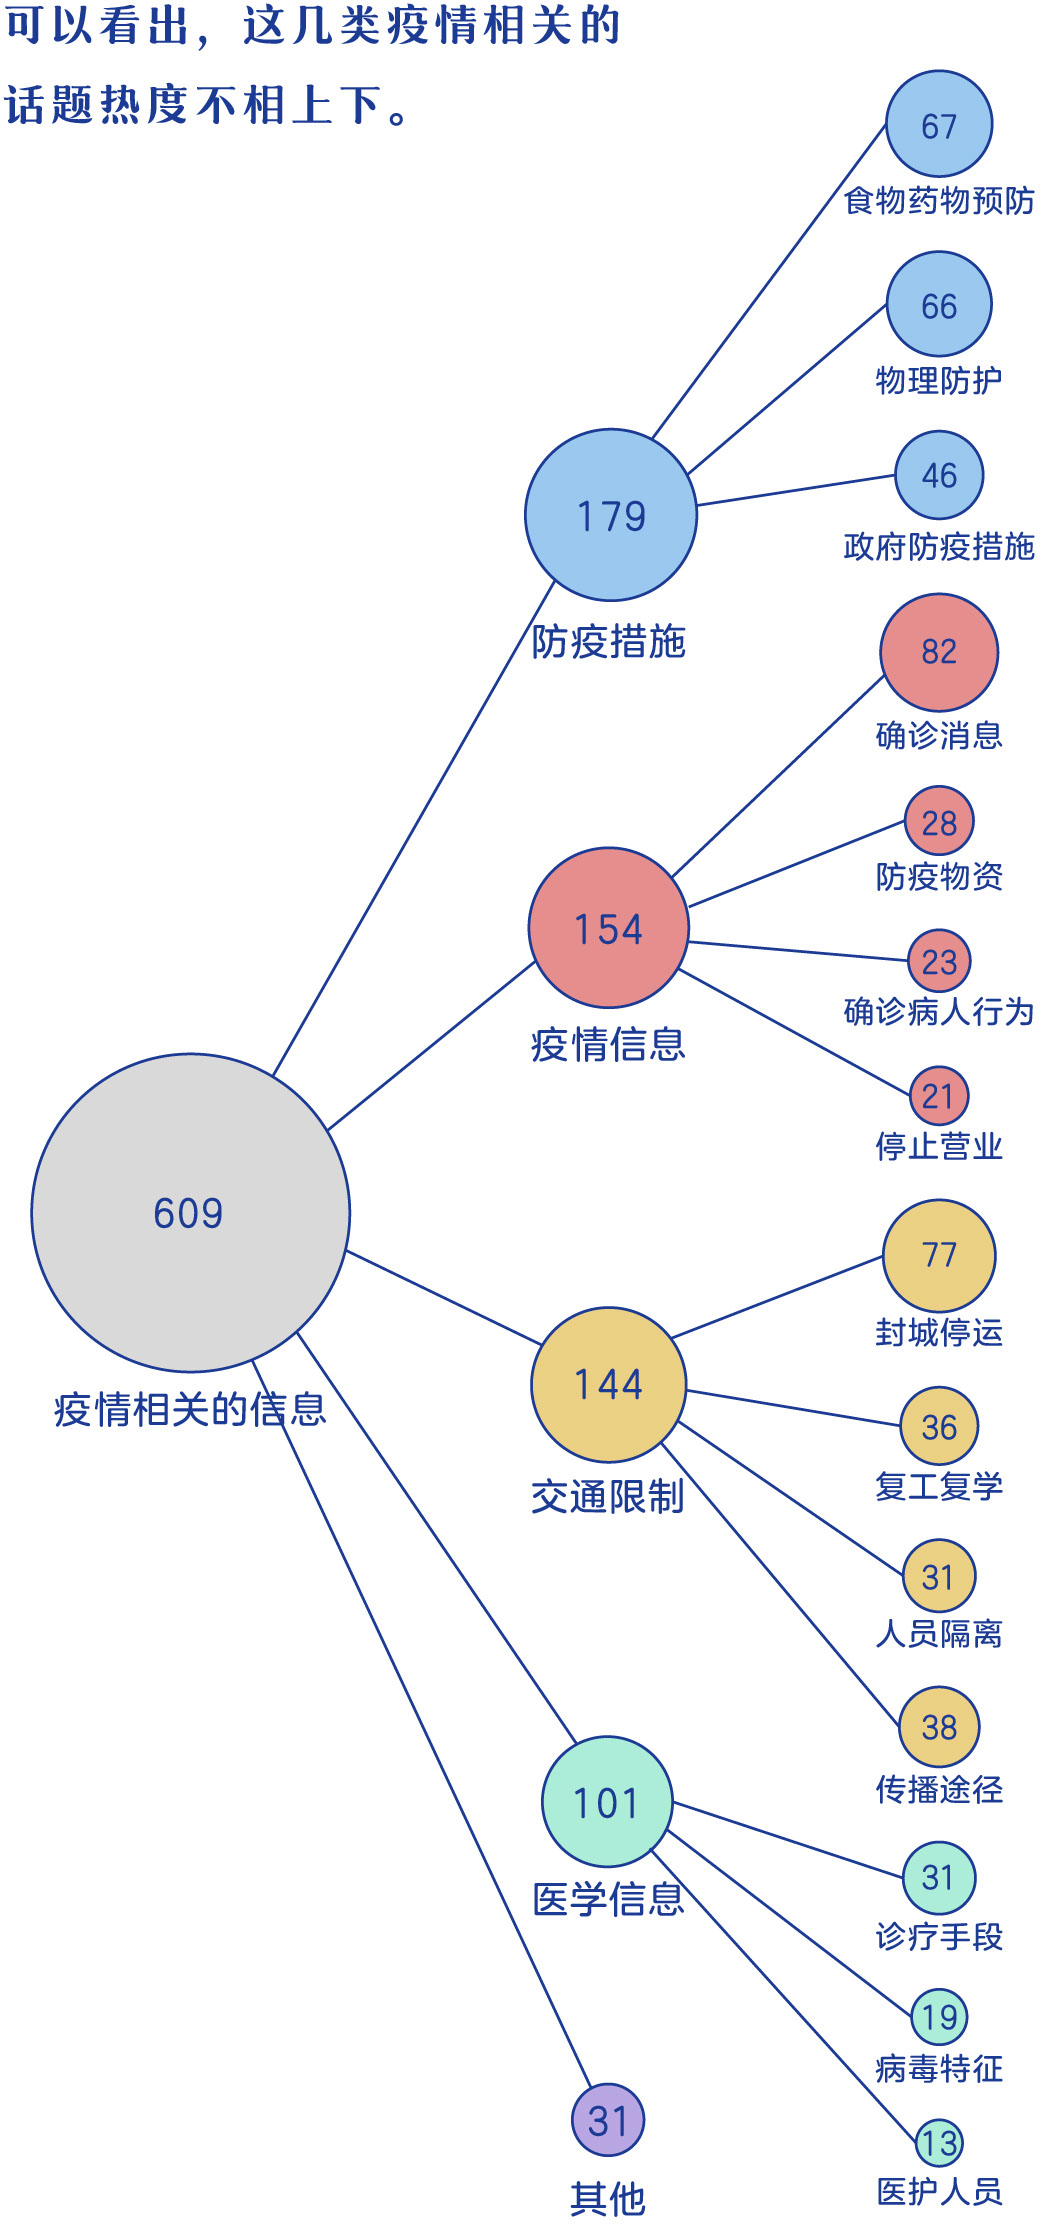 可以看出，这几类疫情相关的
话题热度不相上下。
67
食物药物预防
66
物理防护
46
政府防疫措施
179
防疫措施
82
确诊消息
28
防疫物资
23
确诊病人行为
21
停止营业
154
疫情信息
609
疫情相关的信息
77
封城停运
36
复工复学
31
人员隔离
38
传播途径
144
交通限制
31
诊疗手段
19
病毒特征
13
医护人员
101
医学信息
31
其他